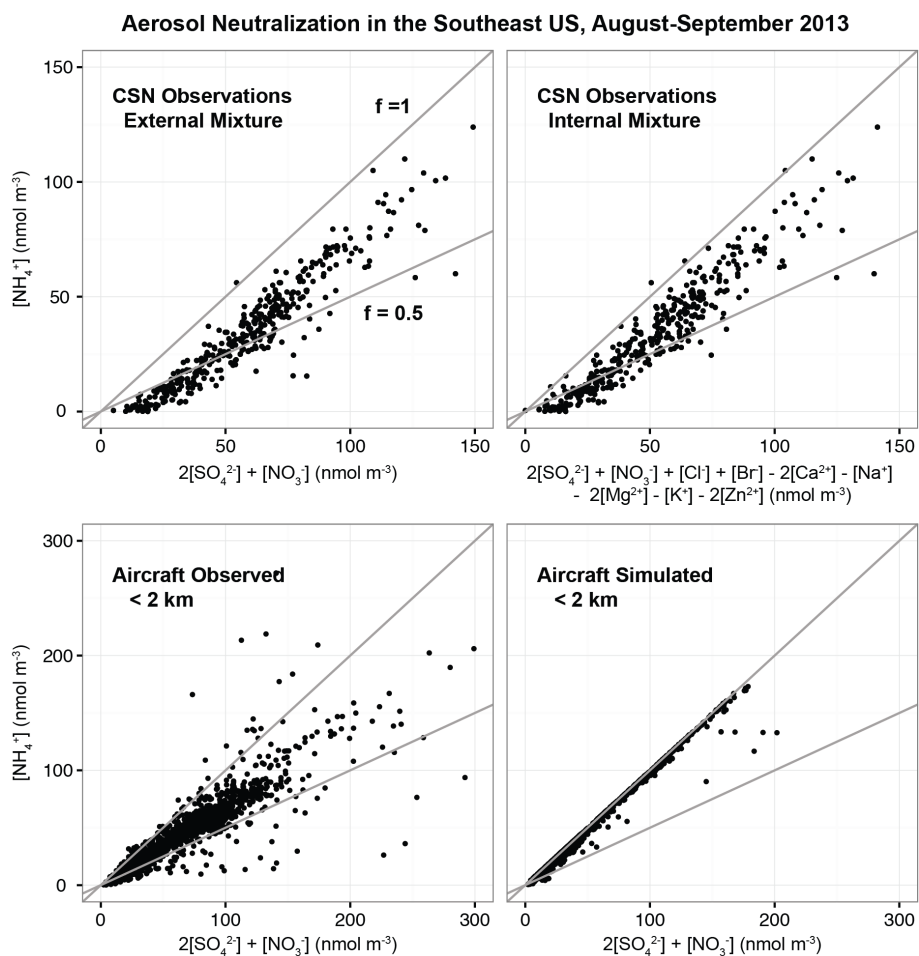 Aerosol Neutralization in the Southeast US, August-September 2013
CSN Observations
External Mixture
f =1
f = 0.5
150
100
50
0
[NH₄⁺] (nmol m⁻³)
0 50 100 150
2[SO₄²⁻] + [NO₃⁻] (nmol m⁻³)
CSN Observations
Internal Mixture
0 50 100 150
2[SO₄²⁻] + [NO₃⁻] + [Cl⁻] + [Br⁻] - 2[Ca²⁺] - [Na⁺]
- 2[Mg²⁺] - [K⁺] - 2[Zn²⁺] (nmol m⁻³)
Aircraft Observed
< 2 km
300
200
100
0
[NH₄⁺] (nmol m⁻³)
0 100 200 300
2[SO₄²⁻] + [NO₃⁻] (nmol m⁻³)
Aircraft Simulated
< 2 km
0 100 200 300
2[SO₄²⁻] + [NO₃⁻] (nmol m⁻³)